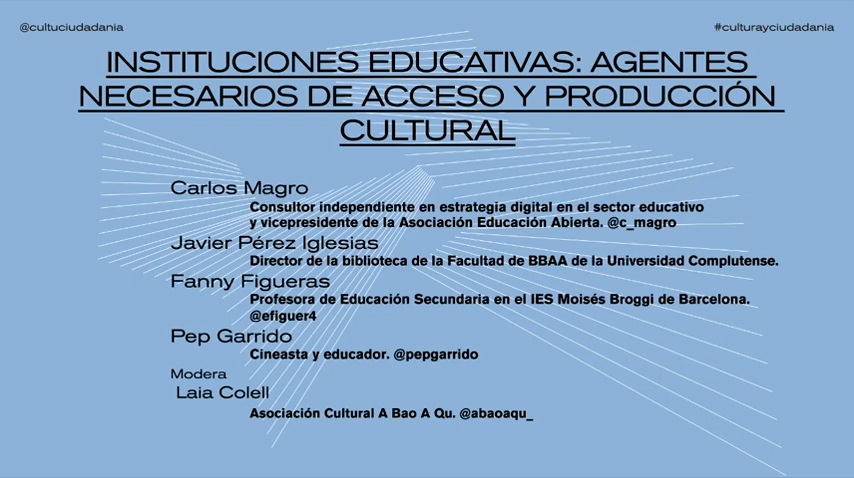 @cultuciudadania
#culturayciudadania
INSTITUCIONES EDUCATIVAS: AGENTES
NECESARIOS DE ACCESO Y PRODUCCIÓN
CULTURAL
Carlos Magro
Consultor independiente en estrategia digital en el sector educativo
y vicepresidente de la Asociación Educación Abierta. @c_magro
Javier Pérez Iglesias
Director de la biblioteca de la Facultad de BBAA de la Universidad Complutense.
Fanny Figueras
Profesora de Educación Secundaria en el IES Moisés Broggi de Barcelona.
@efiguer4
Pep Garrido
Cineasta y educador. @pepgarrido
Modera
Laia Colell
Asociación Cultural A Bao A Qu. @abaoaqu_